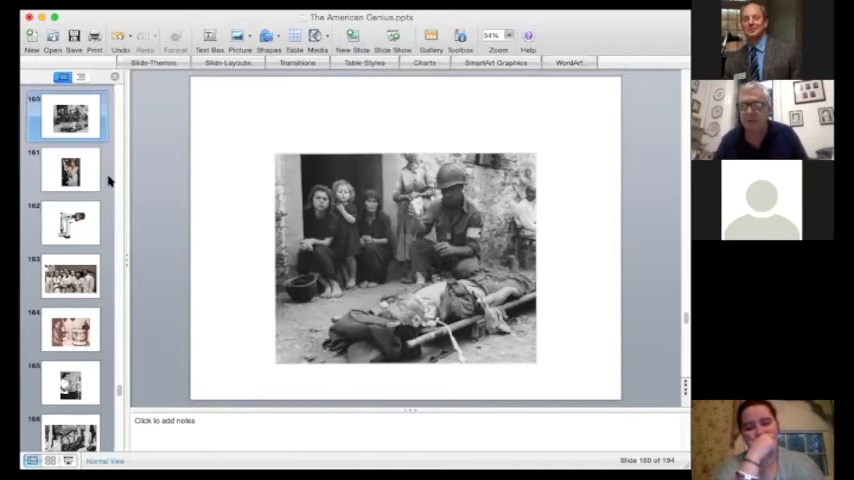 The American Genius.pptx
New Open Save Print Undo Redo Format Text Box Picture Shapes Table Media New Slide Slide Show Gallery Toolbox Zoom Help
54%
Slide Themes Slide Layouts Transitions Table Styles Charts SmartArt Graphics WordArt
160
161
162
163
164
165
166
Click to add notes
Normal View Slide 160 of 194